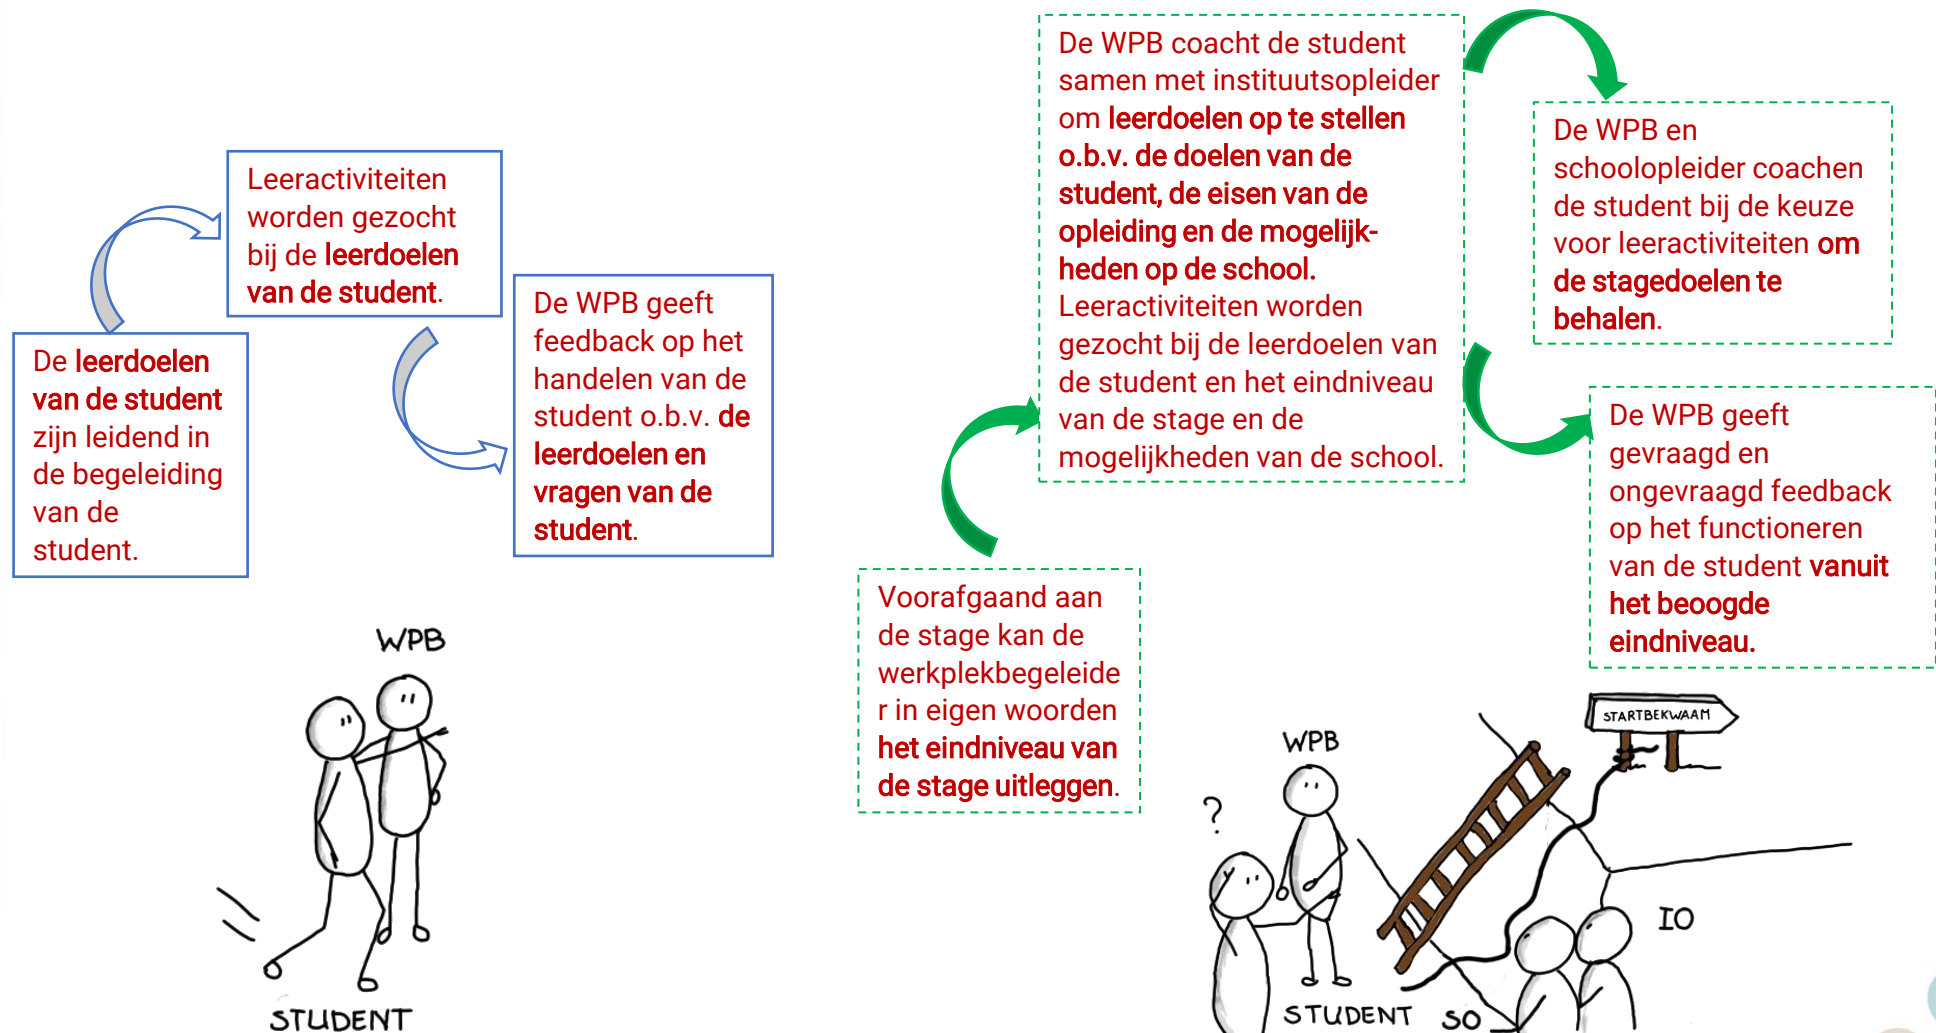 De leerdoelen
van de student
zijn leidend in
de begeleiding
van de
student.
Leeractiviteiten
worden gezocht
bij de leerdoelen
van de student.
De WPB geeft
feedback op het
handelen van de
student o.b.v. de
leerdoelen en
vragen van de
student.
WPB
STUDENT
Voorafgaand aan
de stage kan de
werkplekbegeleide
r in eigen woorden
het eindniveau van
de stage uitleggen.
De WPB coacht de student
samen met instituutsopleider
om leerdoelen op te stellen
o.b.v. de doelen van de
student, de eisen van de
opleiding en de mogelijk-
heden op de school.
Leeractiviteiten worden
gezocht bij de leerdoelen van
de student en het eindniveau
van de stage en de
mogelijkheden van de school.
De WPB en
schoolopleider coachen
de student bij de keuze
voor leeractiviteiten om
de stagedoelen te
behalen.
De WPB geeft
gevraagd en
ongevraagd feedback
op het functioneren
van de student vanuit
het beoogde
eindniveau.
STARTBEKWAAM
WPB
?
IO
STUDENT
SO